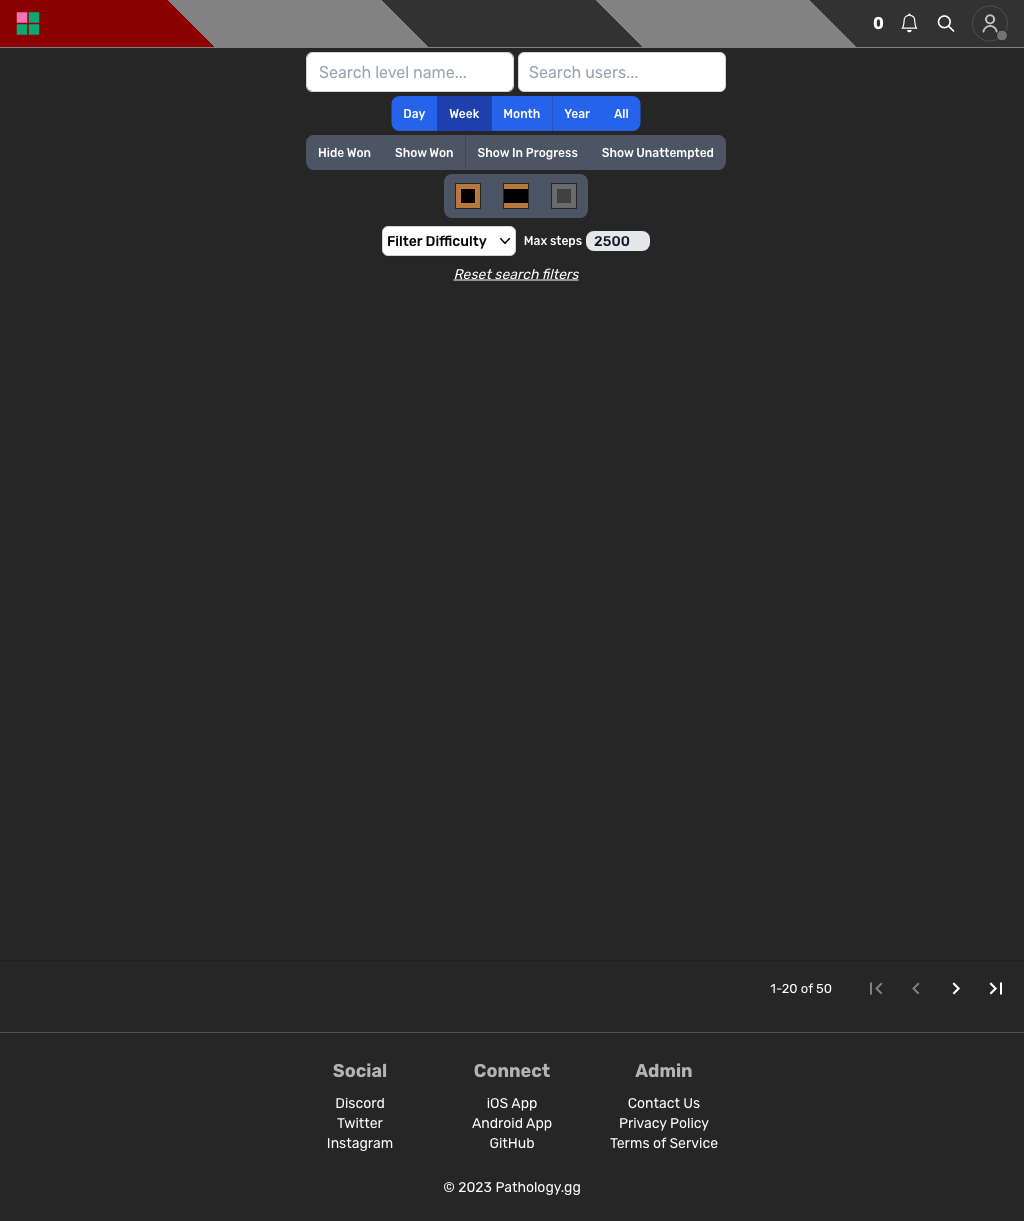 0
Search level name... Search users...
Day Week Month Year All
Hide Won Show Won Show In Progress Show Unattempted
Filter Difficulty Max steps 2500
Reset search filters
1-20 of 50
Social Connect Admin
Discord iOS App Contact Us
Twitter Android App Privacy Policy
Instagram GitHub Terms of Service
© 2023 Pathology.gg